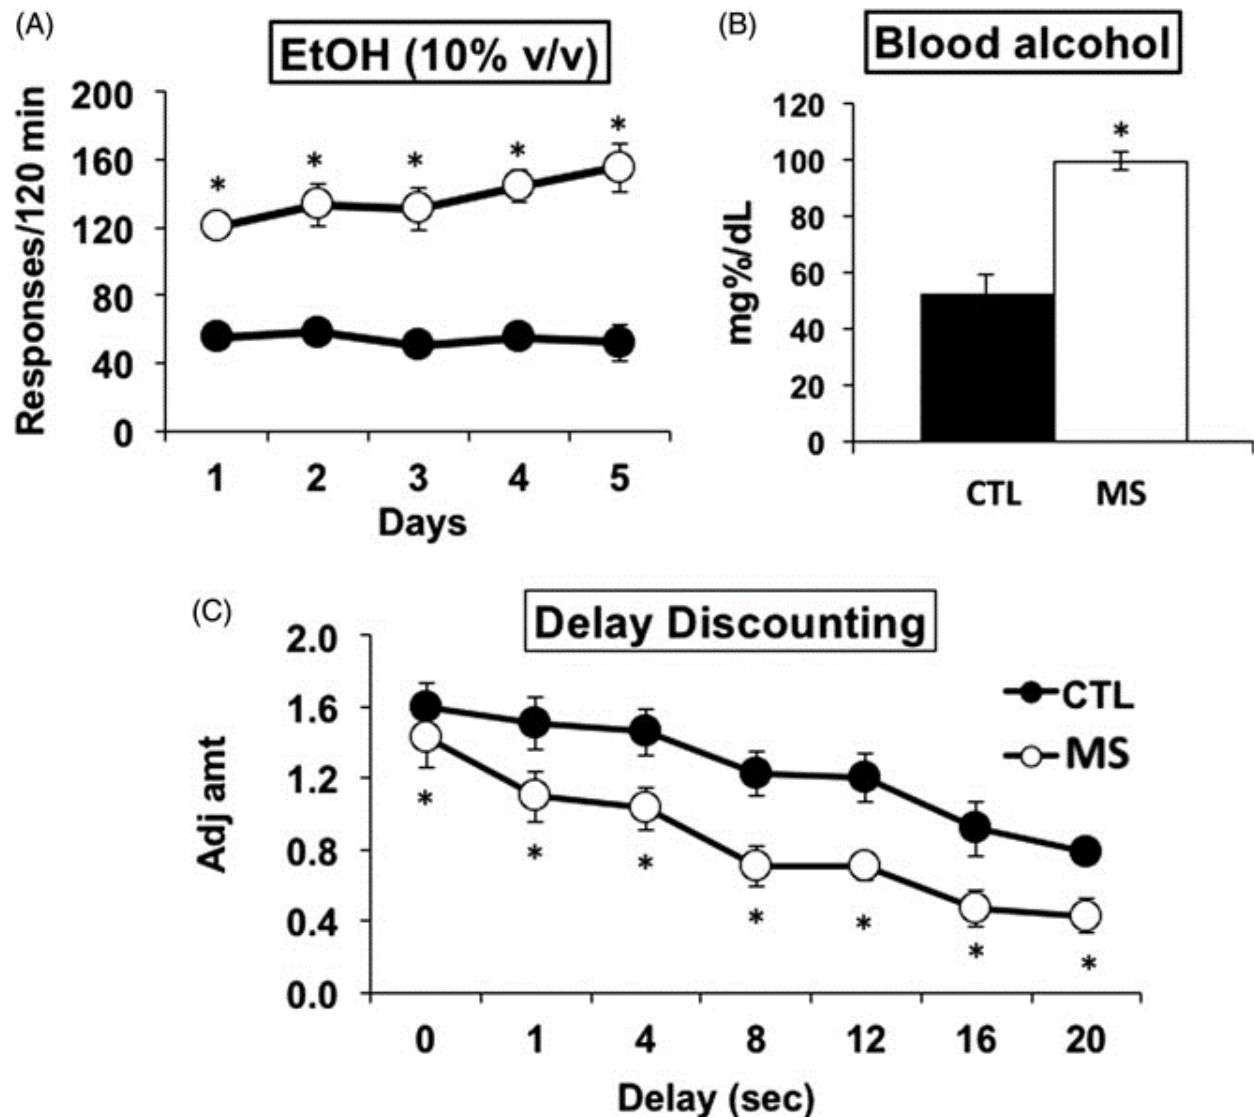 (A)
EtOH (10% v/v)
Responses/120 min
200
160
120
80
40
0
* * * * *
1 2 3 4 5
Days
(B)
Blood alcohol
mg%/dL
120
100
80
60
40
20
0
*
CTL MS
(C)
Delay Discounting
Adj amt
2.0
1.6
1.2
0.8
0.4
0.0
CTL
MS
* * * * * * *
0 1 4 8 12 16 20
Delay (sec)